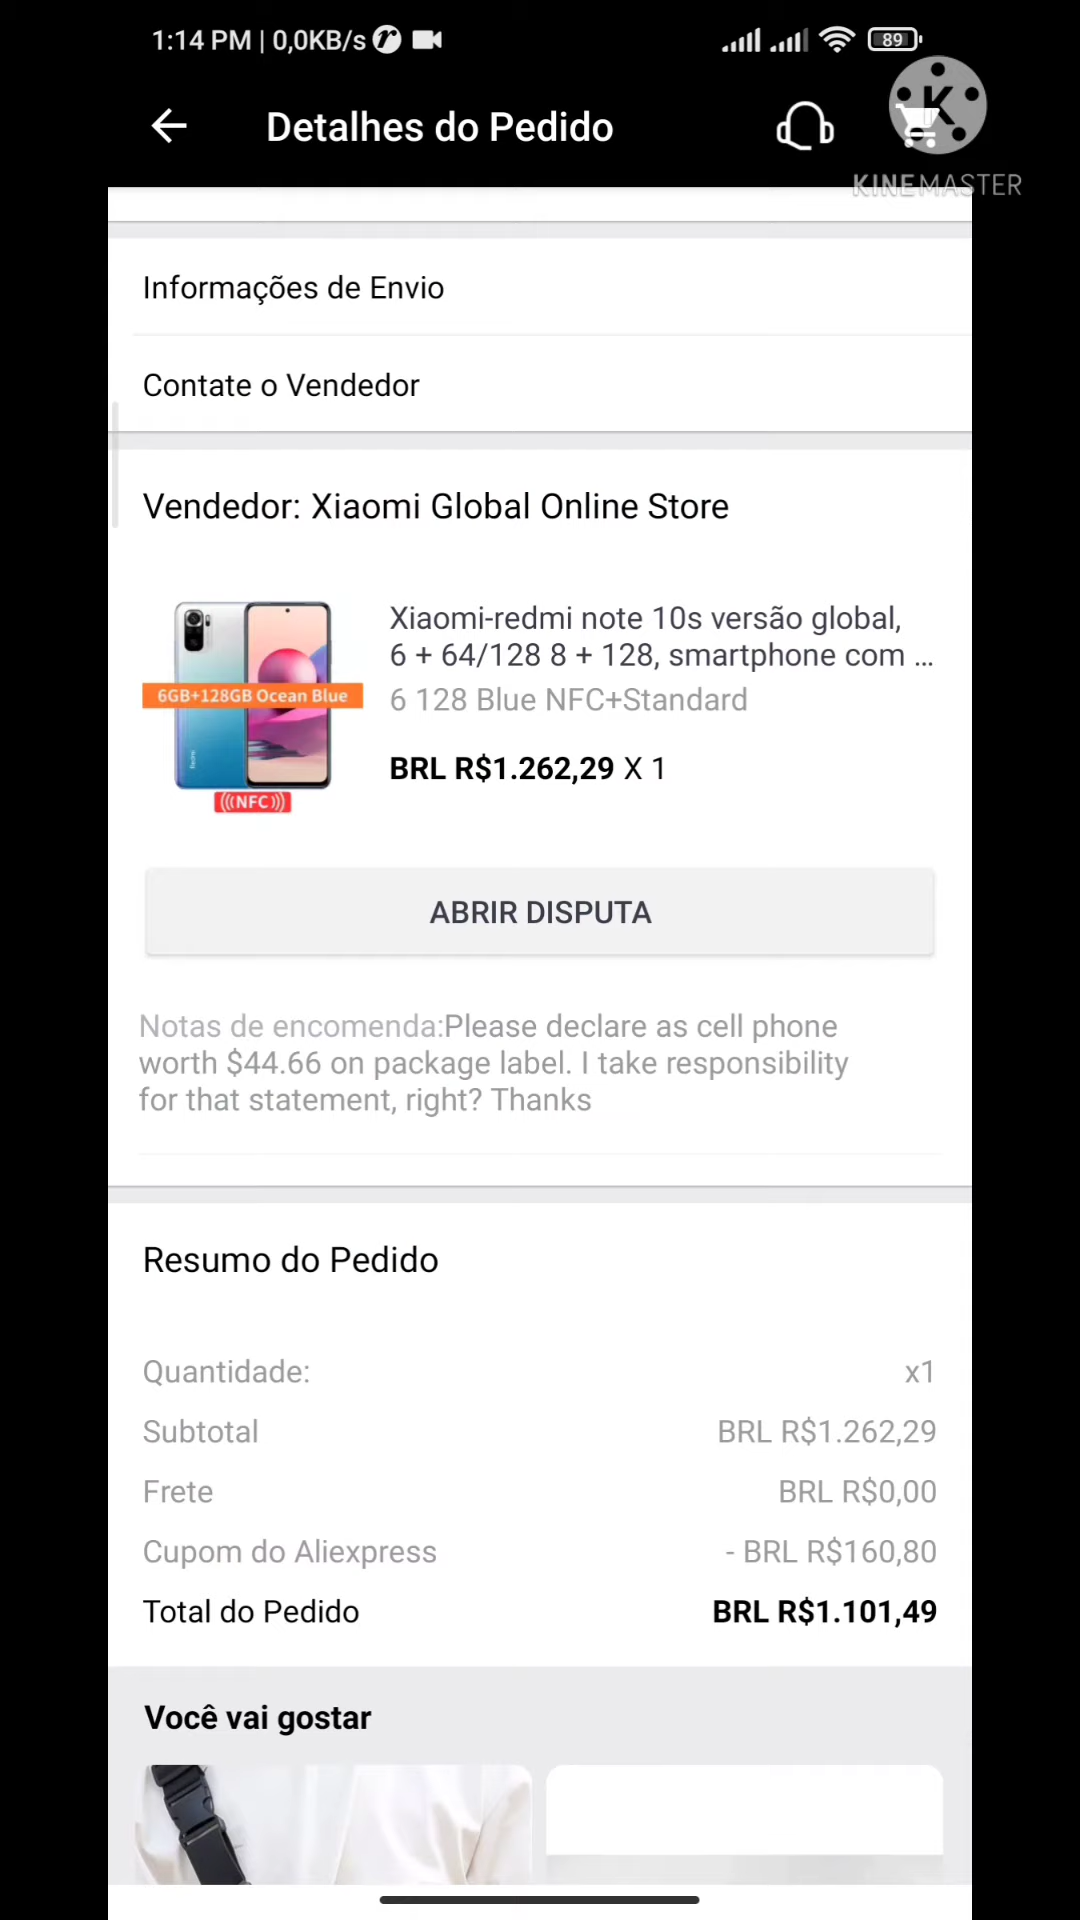 1:14 PM | 0,0KB/s
89
Detalhes do Pedido
K
KINEMASTER
Informações de Envio
Contate o Vendedor
Vendedor: Xiaomi Global Online Store
Xiaomi-redmi note 10s versão global,
6 + 64/128 8 + 128, smartphone com ...
6GB+128GB Ocean Blue
6 128 Blue NFC+Standard
Redmi
BRL R$1.262,29 X 1
(((NFC)))
ABRIR DISPUTA
Notas de encomenda:Please declare as cell phone
worth $44.66 on package label. I take responsibility
for that statement, right? Thanks
Resumo do Pedido
Quantidade: x1
Subtotal BRL R$1.262,29
Frete BRL R$0,00
Cupom do Aliexpress - BRL R$160,80
Total do Pedido BRL R$1.101,49
Você vai gostar